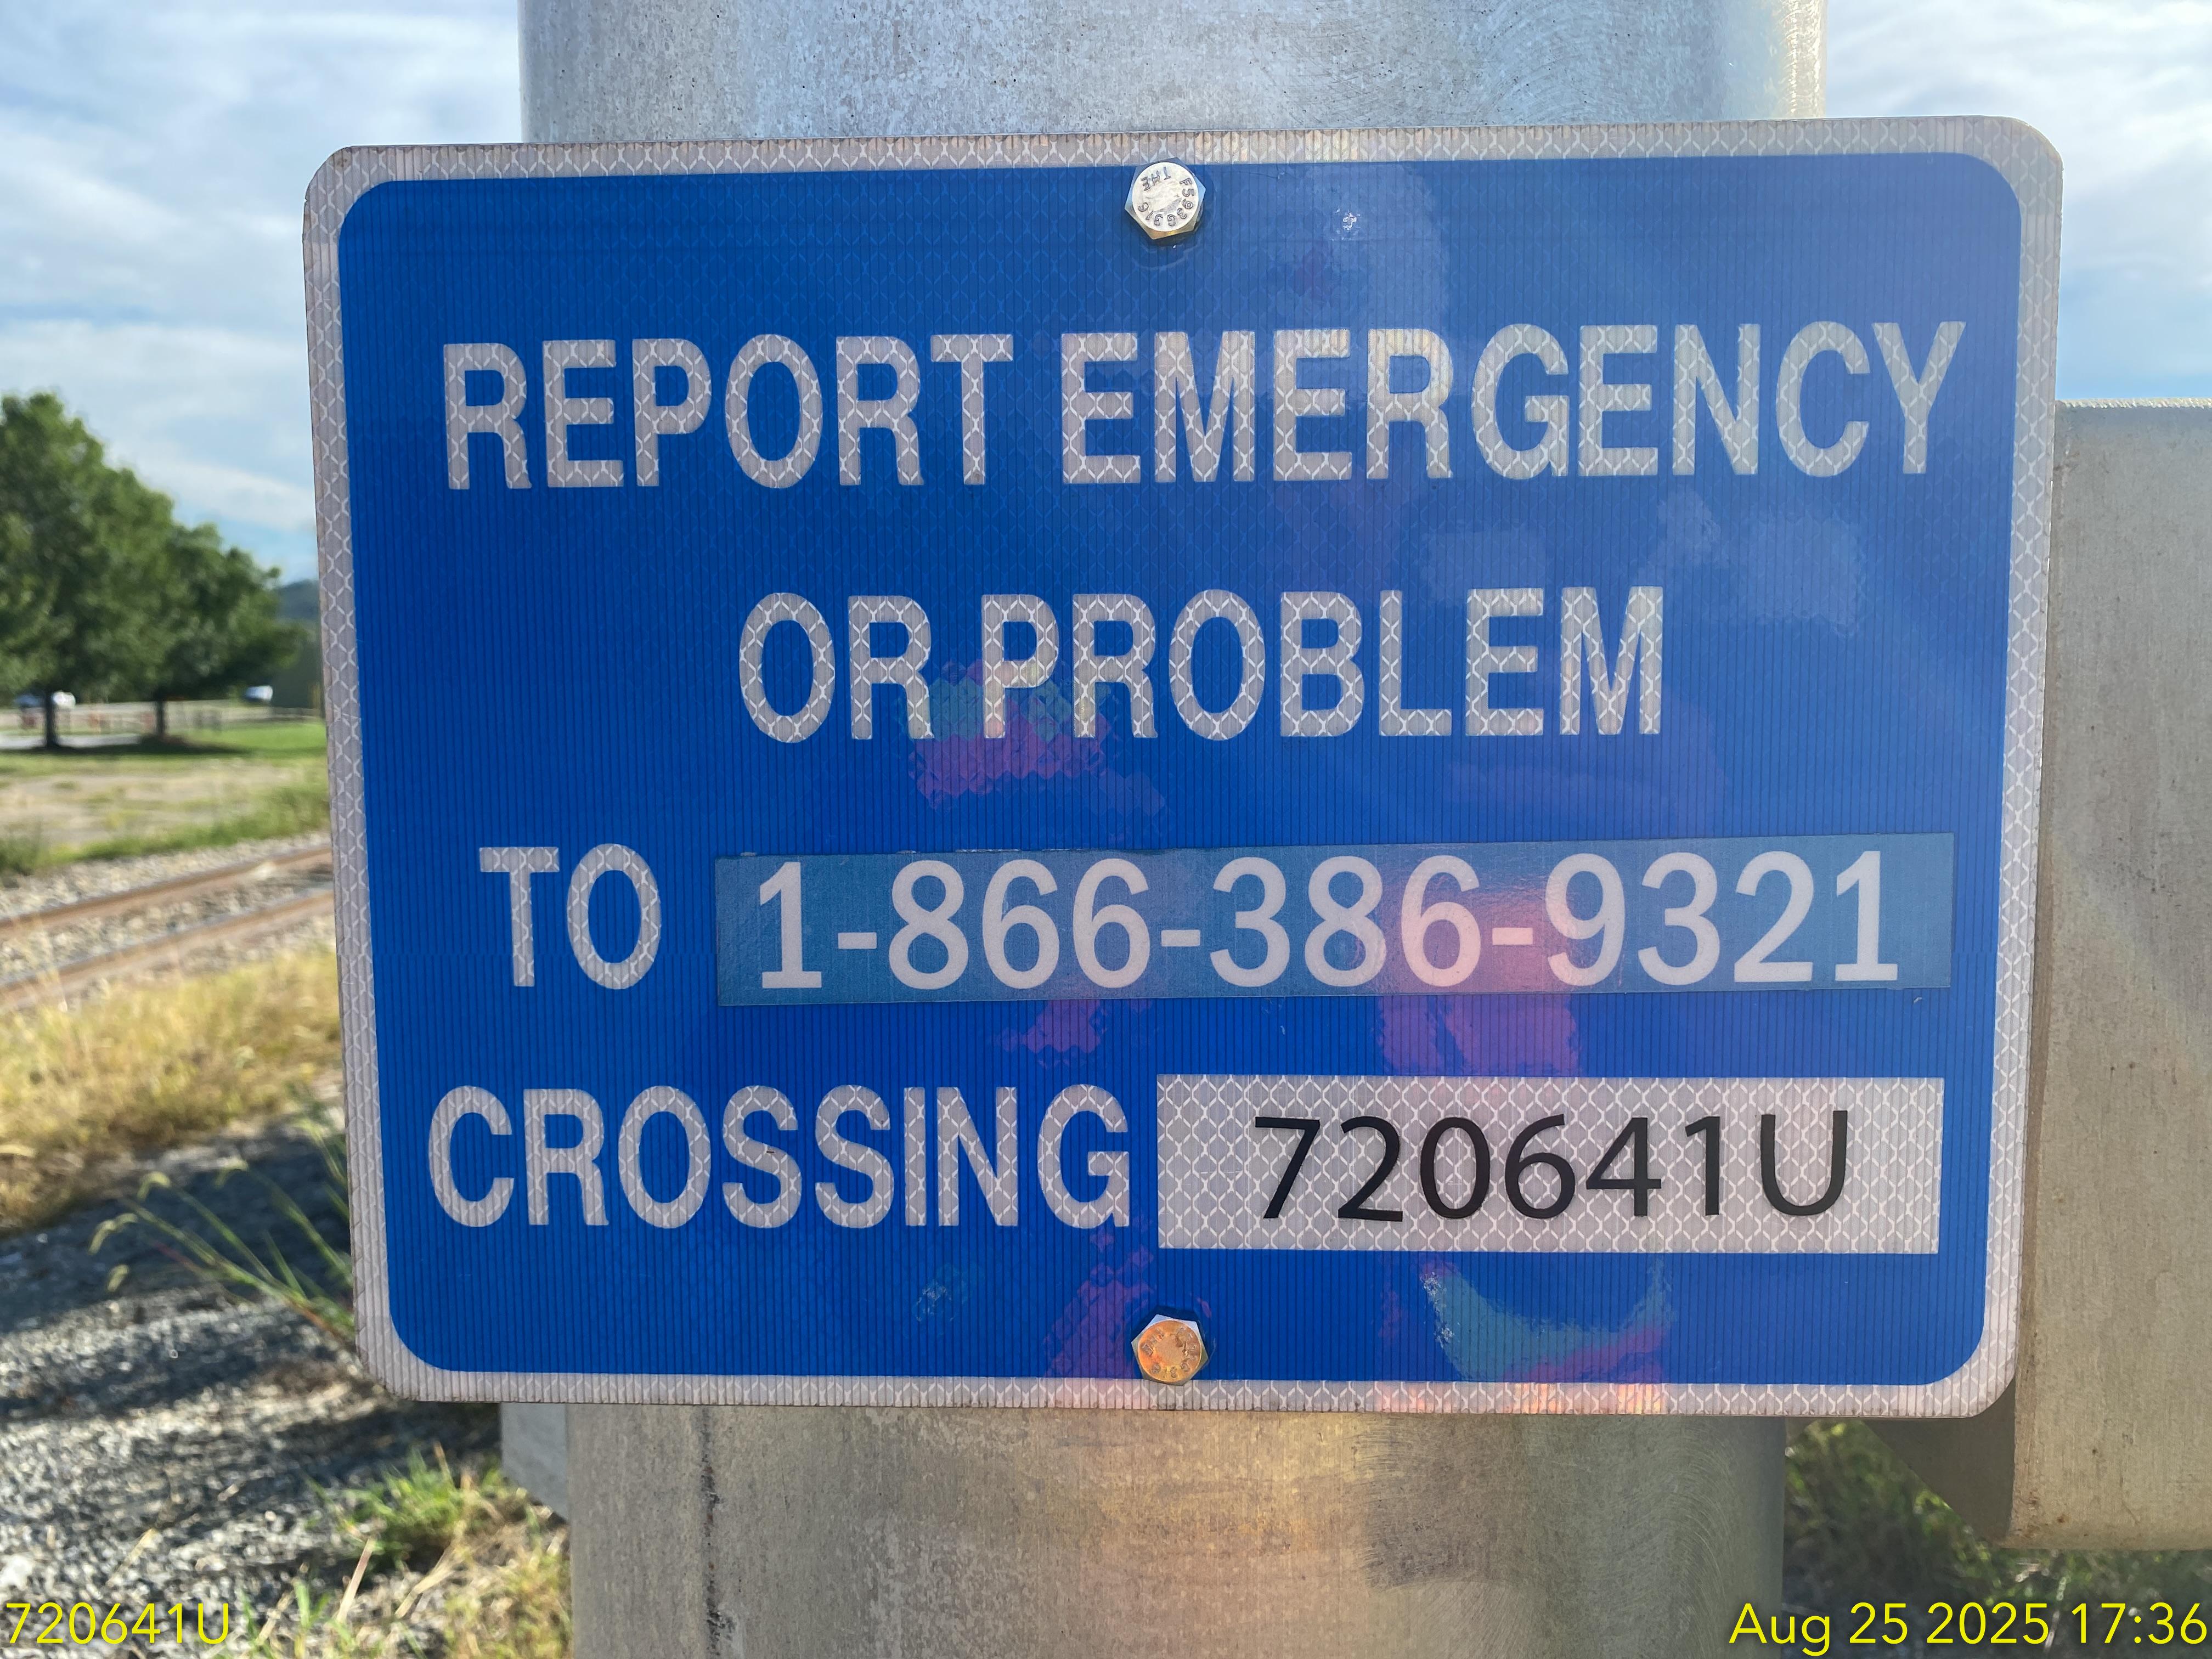 REPORT EMERGENCY
OR PROBLEM
TO 1-866-386-9321
CROSSING 720641U
720641U
Aug 25 2025 17:36